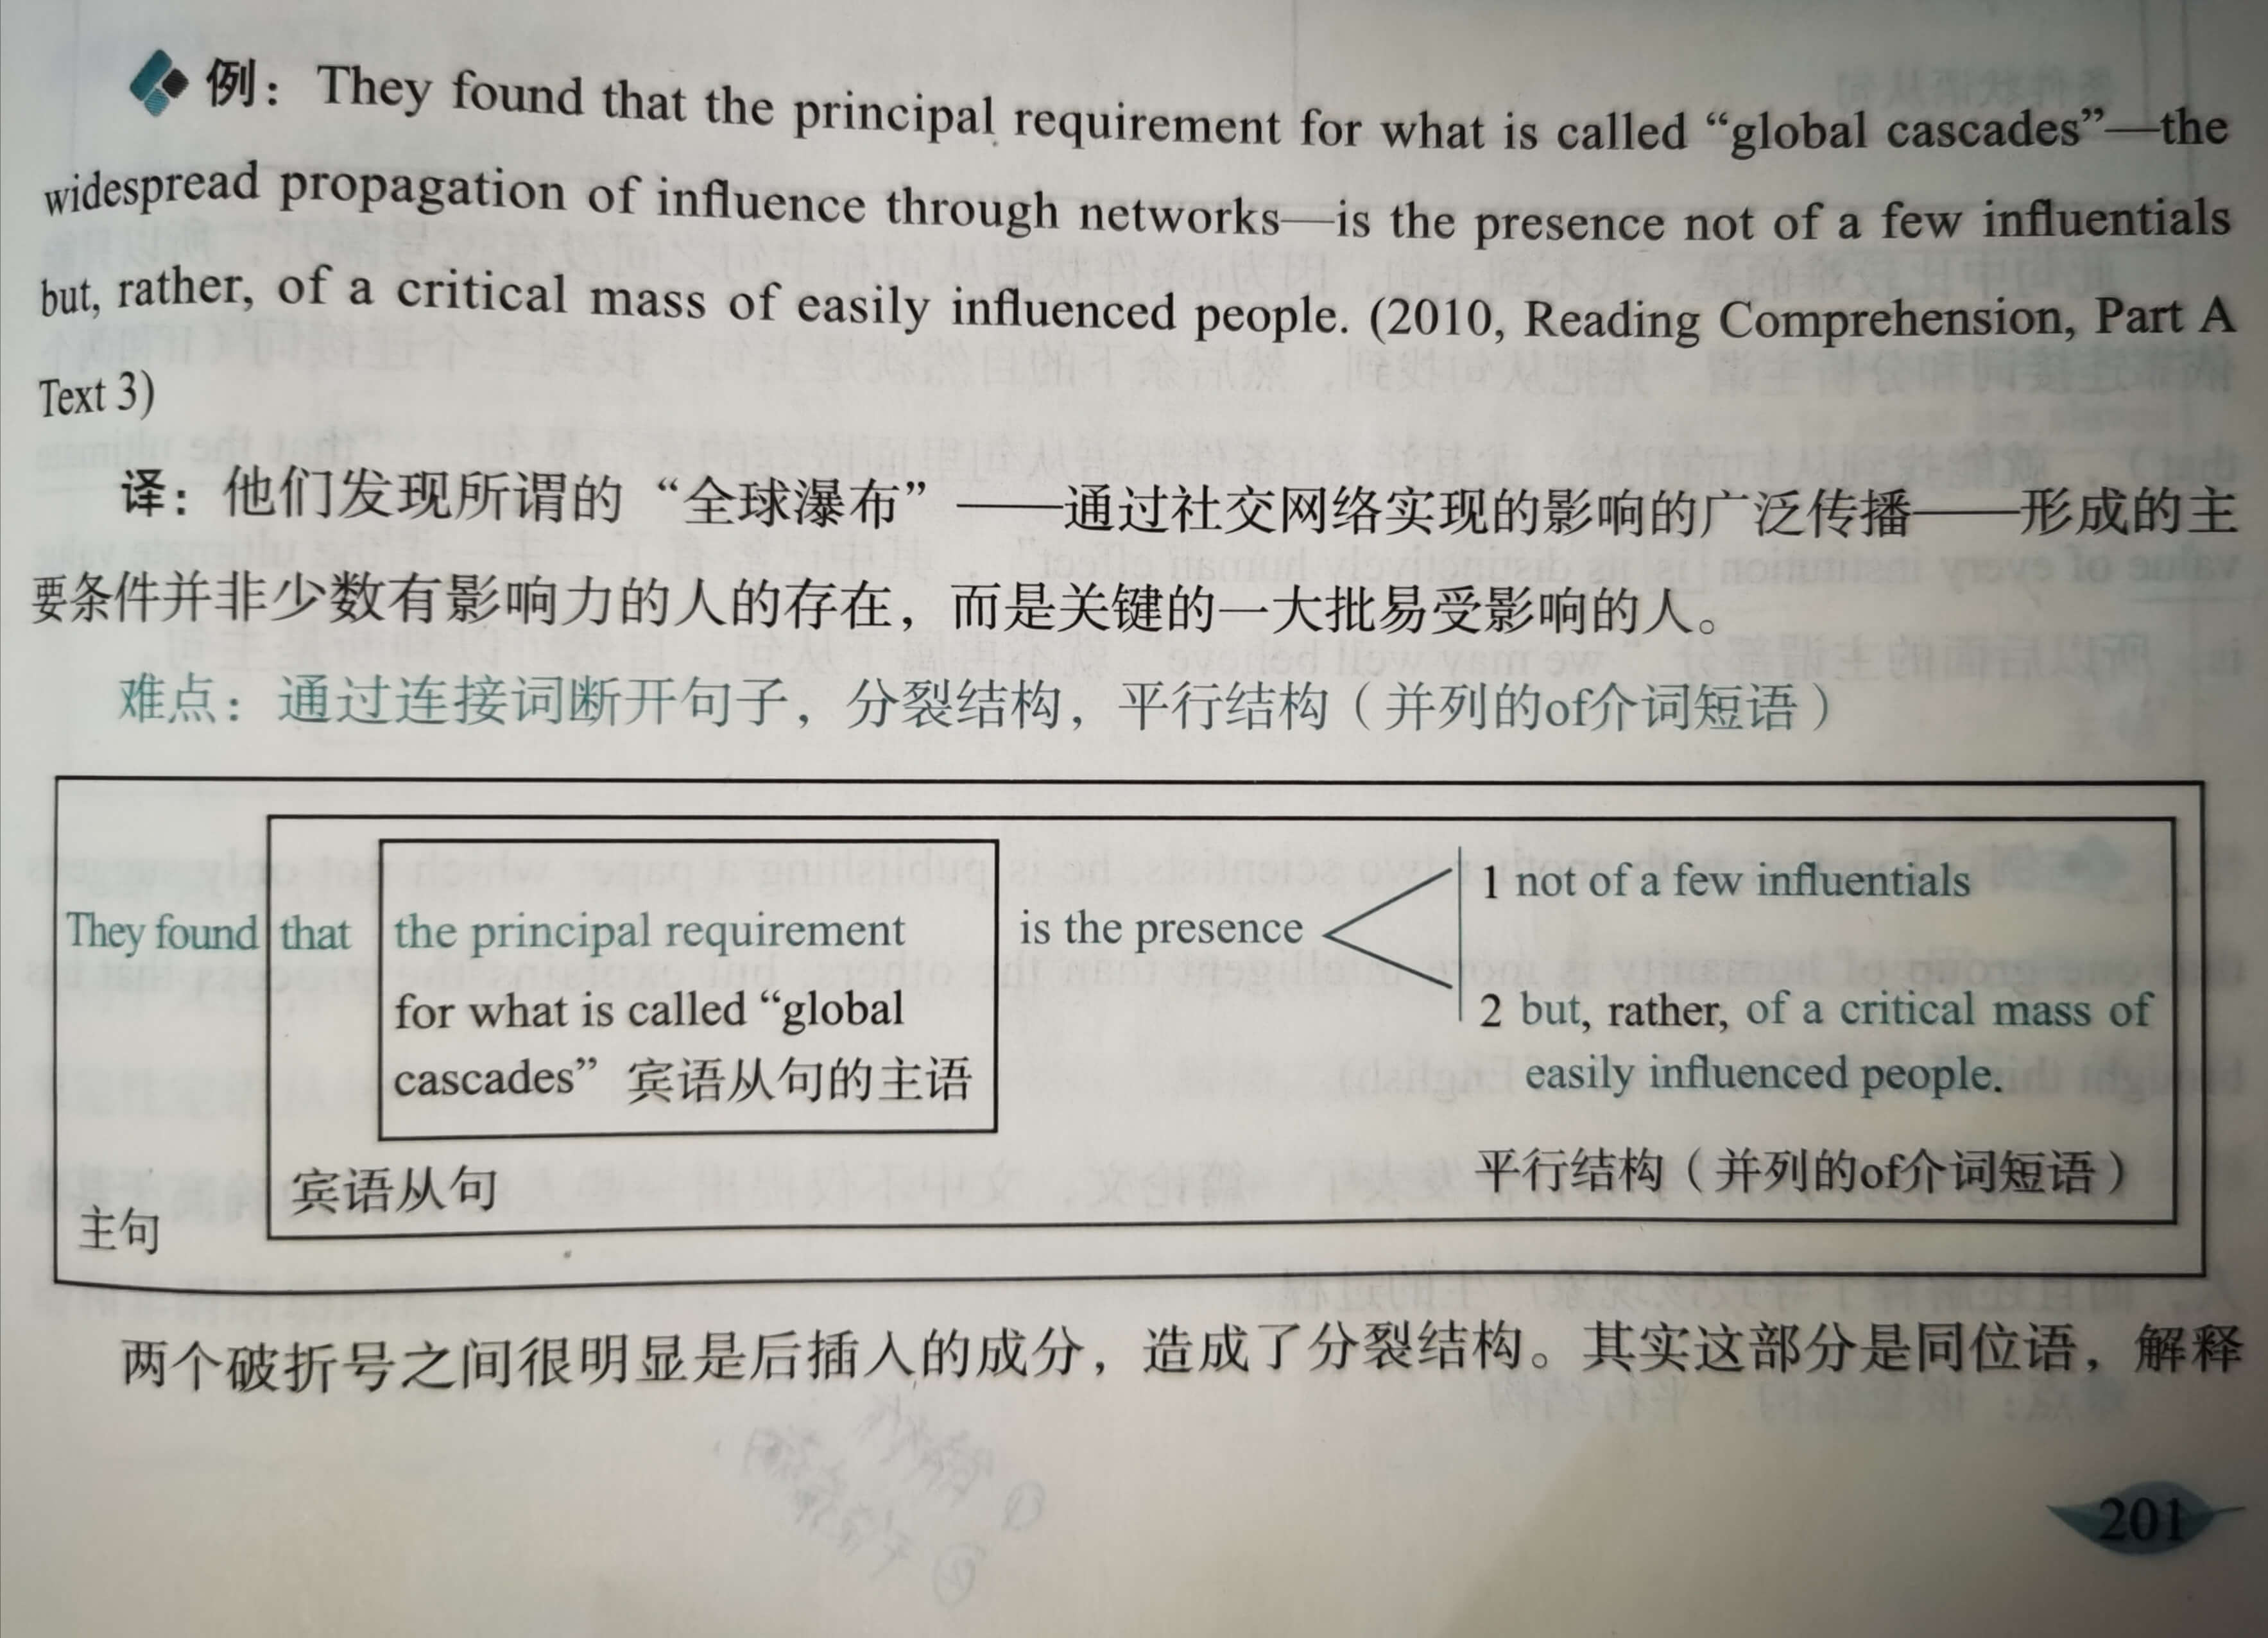 例：They found that the principal requirement for what is called “global cascades”—the
widespread propagation of influence through networks—is the presence not of a few influentials
but, rather, of a critical mass of easily influenced people. (2010, Reading Comprehension, Part A
Text 3)
译：他们发现所谓的“全球瀑布”——通过社交网络实现的影响的广泛传播——形成的主
要条件并非少数有影响力的人的存在，而是关键的一大批易受影响的人。
难点：通过连接词断开句子，分裂结构，平行结构（并列的of介词短语）
They found that the principal requirement is the presence
for what is called “global
cascades”宾语从句的主语
1 not of a few influentials
2 but, rather, of a critical mass of
easily influenced people.
平行结构（并列的of介词短语）
宾语从句
主句
两个破折号之间很明显是后插入的成分，造成了分裂结构。其实这部分是同位语，解释
201